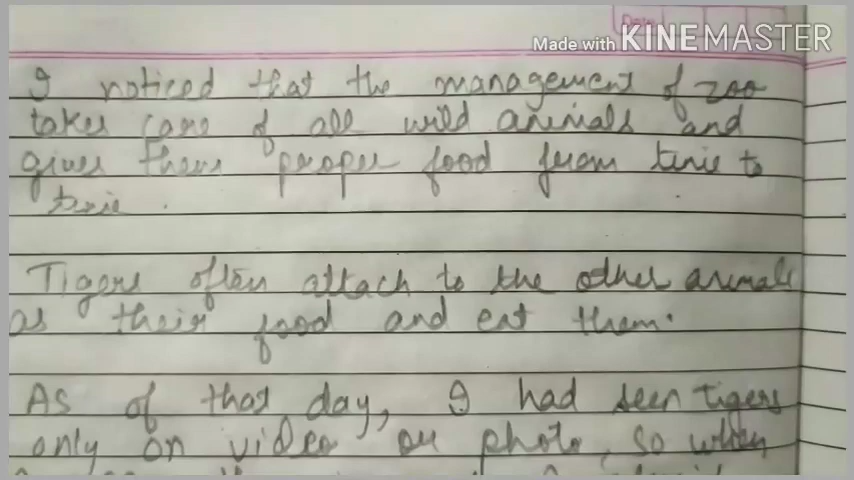 Date
Made with KINEMASTER
I noticed that the management of zoo
takes care of all wild animals and
gives them proper food from time to
time.
Tigers often attach to the other animals
as their food and eat them.
As of that day, I had seen tigers
only on video or photo, so when